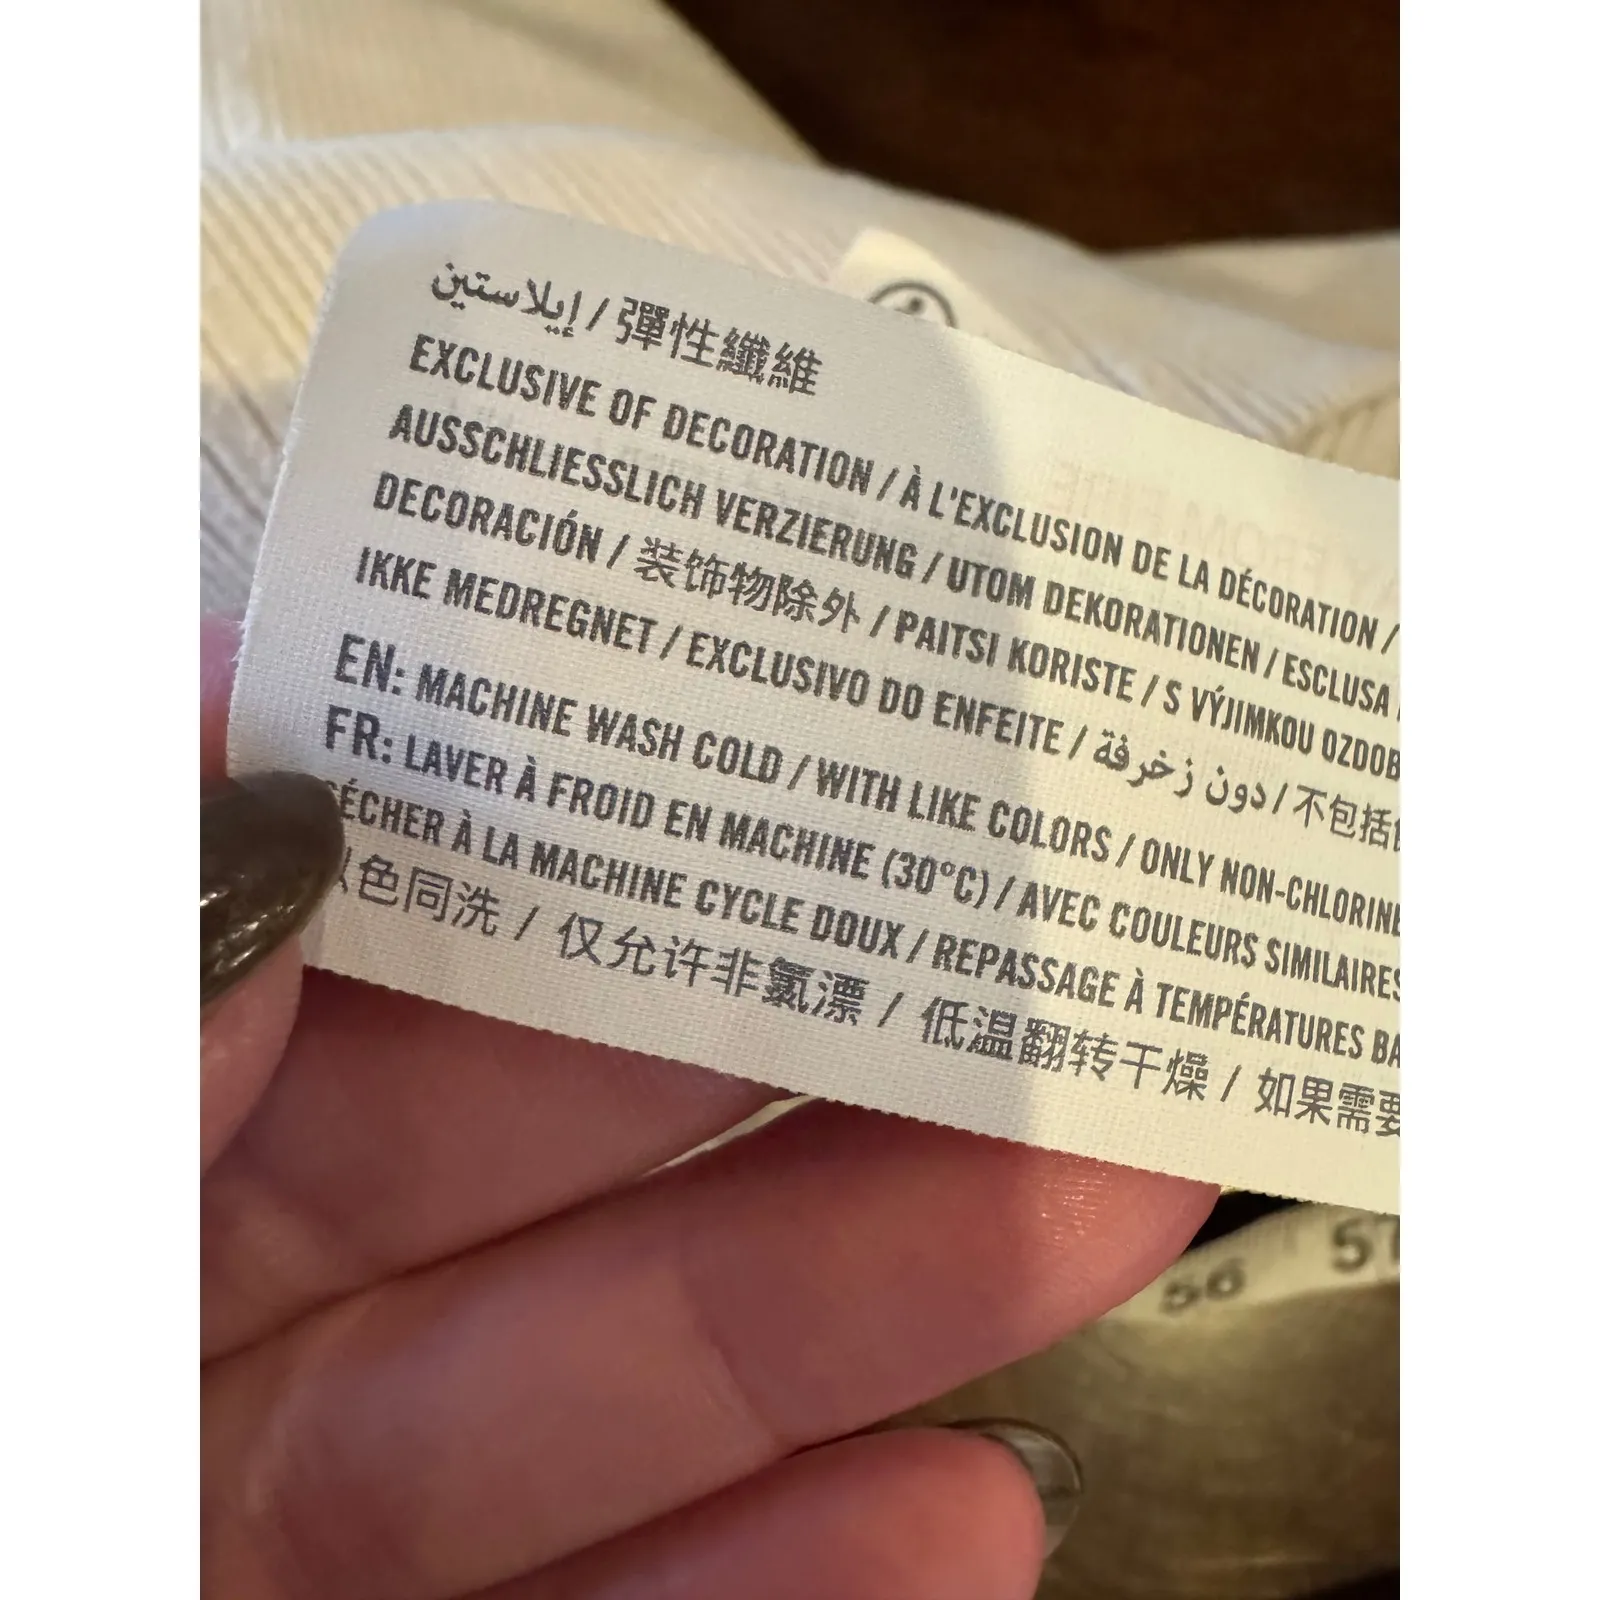 إيلاستين / 彈性纖維
EXCLUSIVE OF DECORATION / À L'EXCLUSION DE LA DÉCORATION /
AUSSCHLIESSLICH VERZIERUNG / UTOM DEKORATIONEN / ESCLUSA
DECORACIÓN / 装饰物除外 / PAITSI KORISTE / S VÝJIMKOU OZDOB
IKKE MEDREGNET / EXCLUSIVO DO ENFEITE / دون زخرفة / 不包括
EN: MACHINE WASH COLD / WITH LIKE COLORS / ONLY NON-CHLORINE
FR: LAVER À FROID EN MACHINE (30°C) / AVEC COULEURS SIMILAIRES
SÉCHER À LA MACHINE CYCLE DOUX / REPASSAGE À TEMPÉRATURES BA
色同洗 / 仅允许非氯漂 / 低温翻转干燥 / 如果需要
56 57